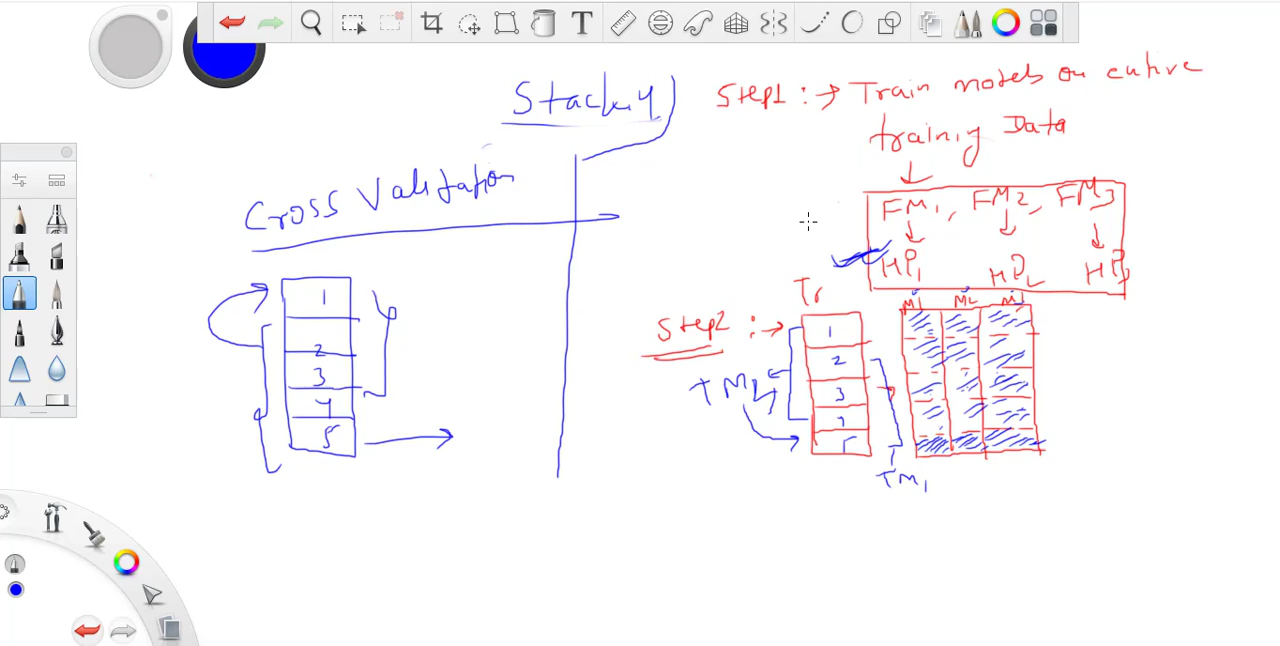 Stacking
Cross Validation
1
2
3
4
5
Step1 :→ Train models on entire
training Data
FM1, FM2, FM3
HP1 HP2 HP3
Tr
M1 M2 M3
Step2 :→
1
2
3
4
5
TM1
T